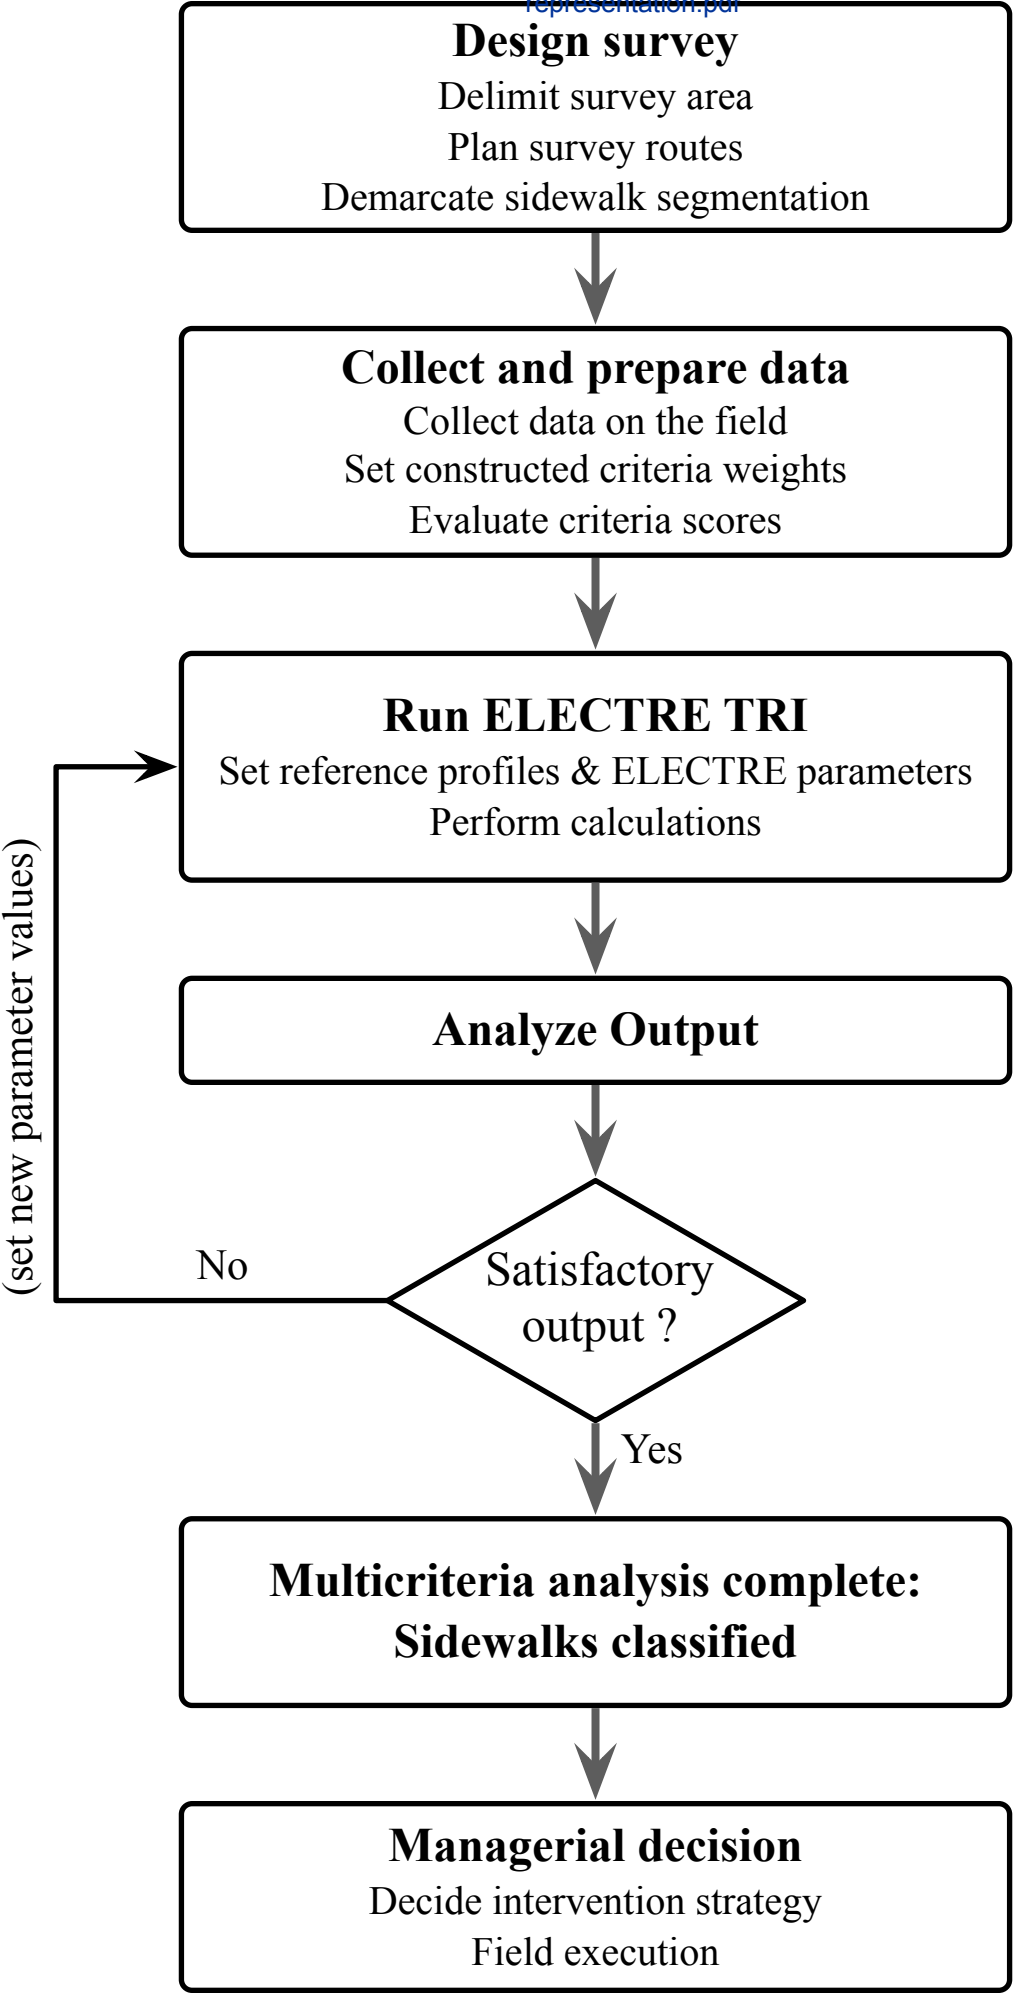 representation.pdf
Design survey
Delimit survey area
Plan survey routes
Demarcate sidewalk segmentation
Collect and prepare data
Collect data on the field
Set constructed criteria weights
Evaluate criteria scores
Run ELECTRE TRI
Set reference profiles & ELECTRE parameters
Perform calculations
(set new parameter values)
Analyze Output
Satisfactory
output ?
No
Yes
Multicriteria analysis complete:
Sidewalks classified
Managerial decision
Decide intervention strategy
Field execution